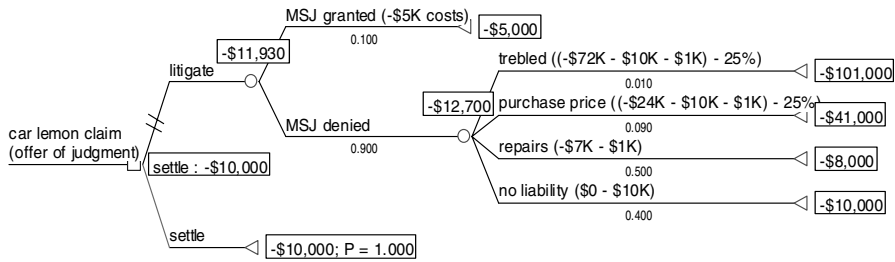 MSJ granted (-$5K costs)
0.100
-$5,000
-$11,930
litigate
trebled ((-$72K - $10K - $1K) - 25%)
0.010
-$101,000
-$12,700
purchase price ((-$24K - $10K - $1K) - 25%)
0.090
-$41,000
MSJ denied
0.900
car lemon claim
(offer of judgment)
settle : -$10,000
repairs (-$7K - $1K)
0.500
-$8,000
no liability ($0 - $10K)
0.400
-$10,000
settle
-$10,000; P = 1.000